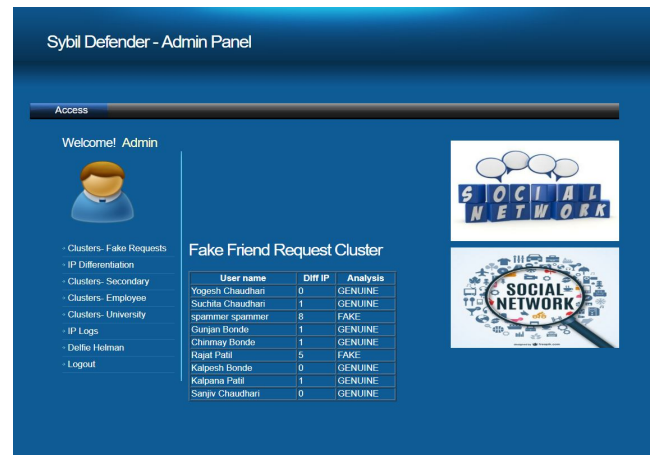 Sybil Defender - Admin Panel
Access
Welcome! Admin
Clusters- Fake Requests
IP Differentiation
Clusters- Secondary
Clusters- Employee
Clusters- University
IP Logs
Delfie Helman
Logout
Fake Friend Request Cluster
User name Diff IP Analysis
Yogesh Chaudhari 0 GENUINE
Suchita Chaudhari 1 GENUINE
spammer spammer 8 FAKE
Gunjan Bonde 1 GENUINE
Chinmay Bonde 1 GENUINE
Rajat Patil 5 FAKE
Kalpesh Bonde 0 GENUINE
Kalpana Patil 1 GENUINE
Sanjiv Chaudhari 0 GENUINE
SOCIAL
NETWORK
SOCIAL
NETWORK